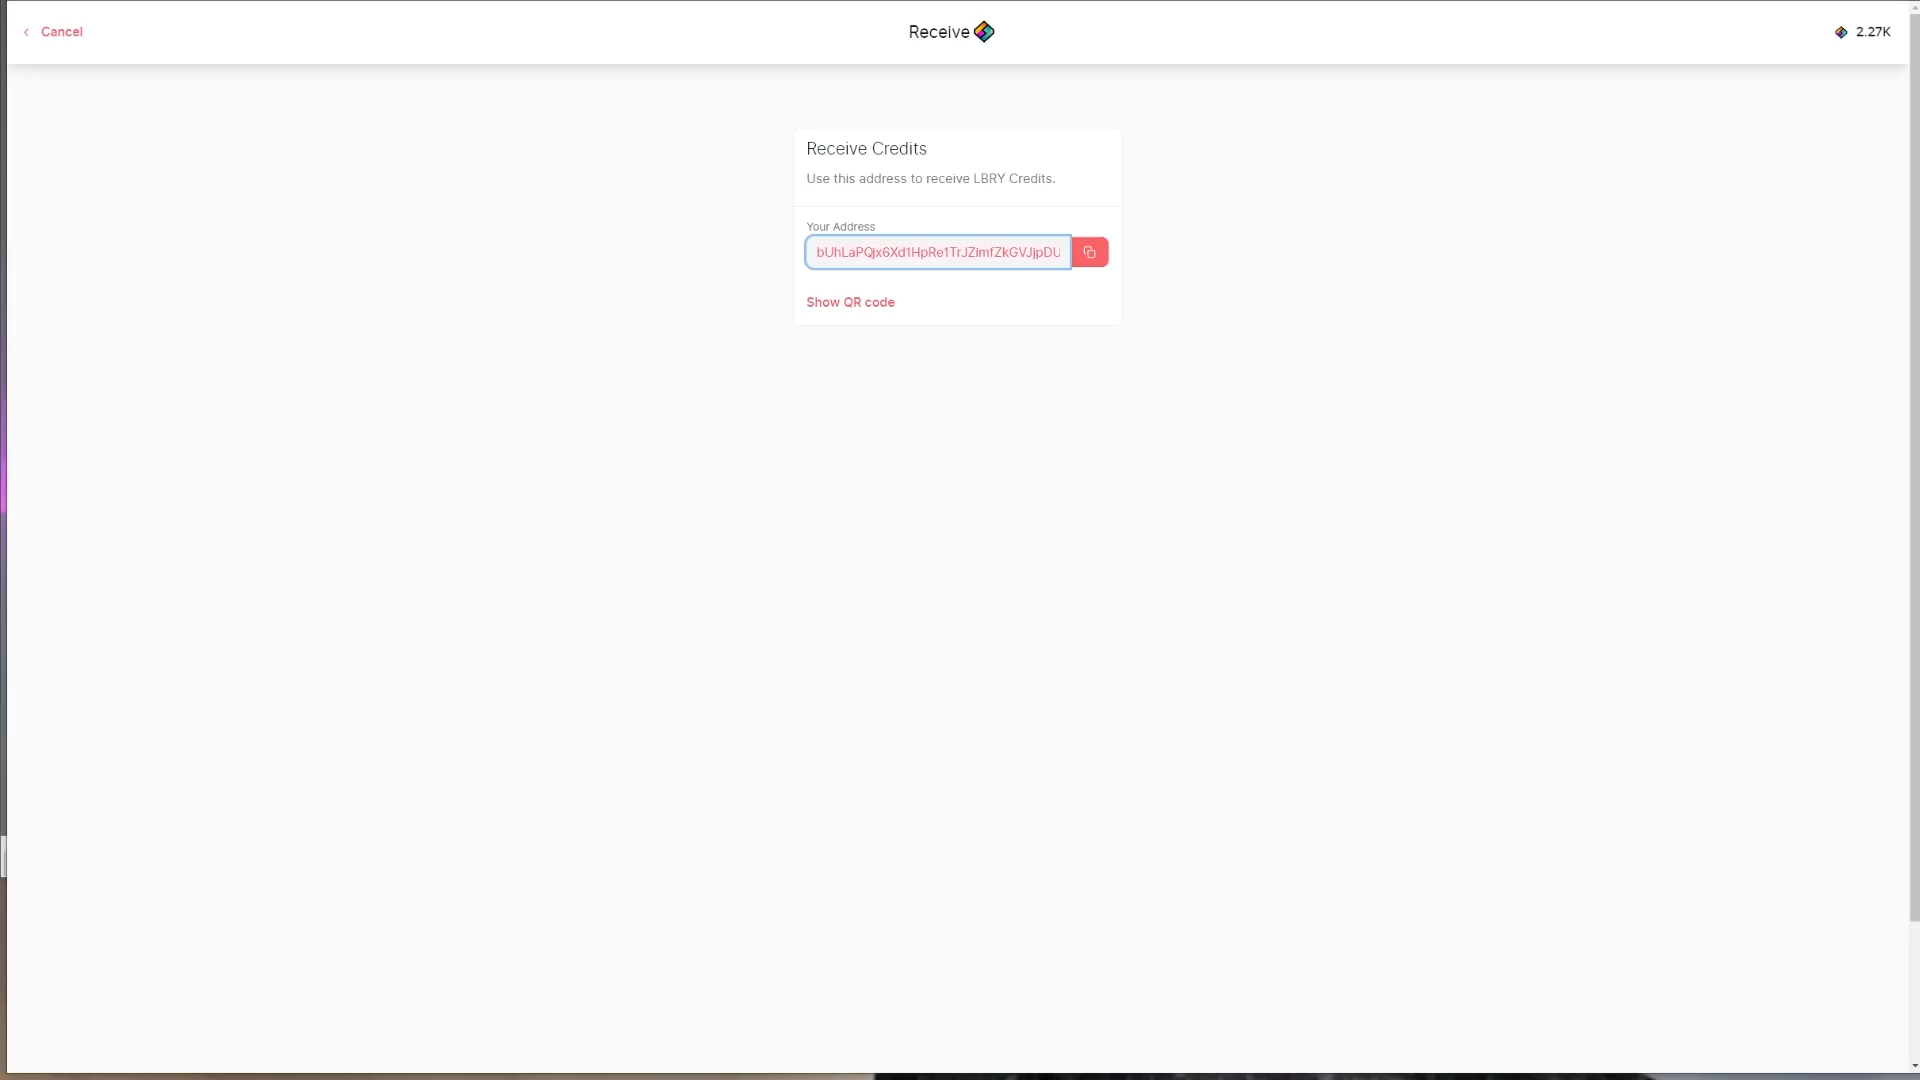 Cancel
Receive
2.27K
Receive Credits
Use this address to receive LBRY Credits.
Your Address
bUhLaPQjx6Xd1HpRe1TrJZimfZkGVJjpDU
Show QR code